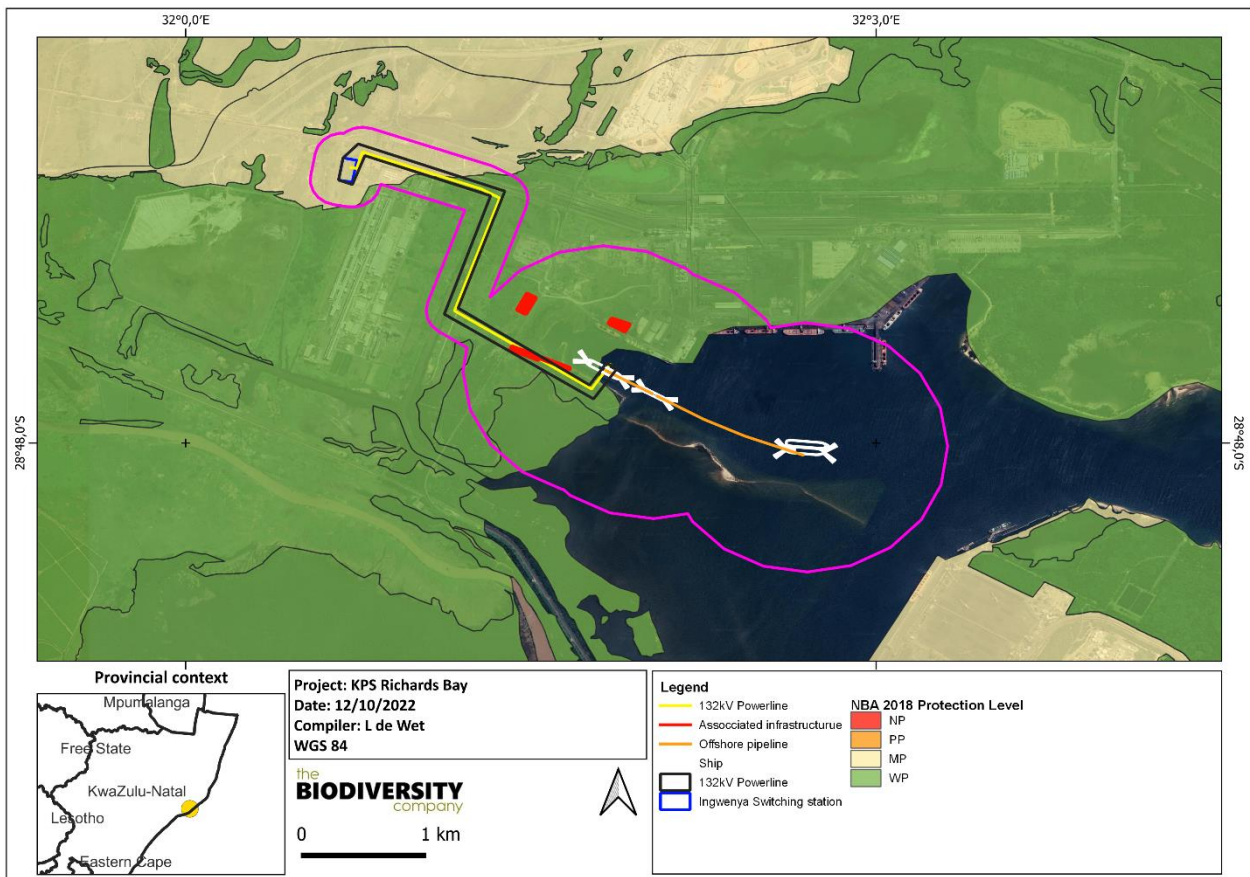 32°0,0'E
32°3,0'E
28°48,0'S
28°48,0'S
Provincial context
Mpumalanga
Free State
KwaZulu-Natal
Lesotho
Eastern Cape
Project: KPS Richards Bay
Date: 12/10/2022
Compiler: L de Wet
WGS 84
the
BIODIVERSITY
company
0 1 km
Legend
132kV Powerline
Assocciated infrastructurue
Offshore pipeline
Ship
132kV Powerline
Ingwenya Switching station
NBA 2018 Protection Level
NP
PP
MP
WP